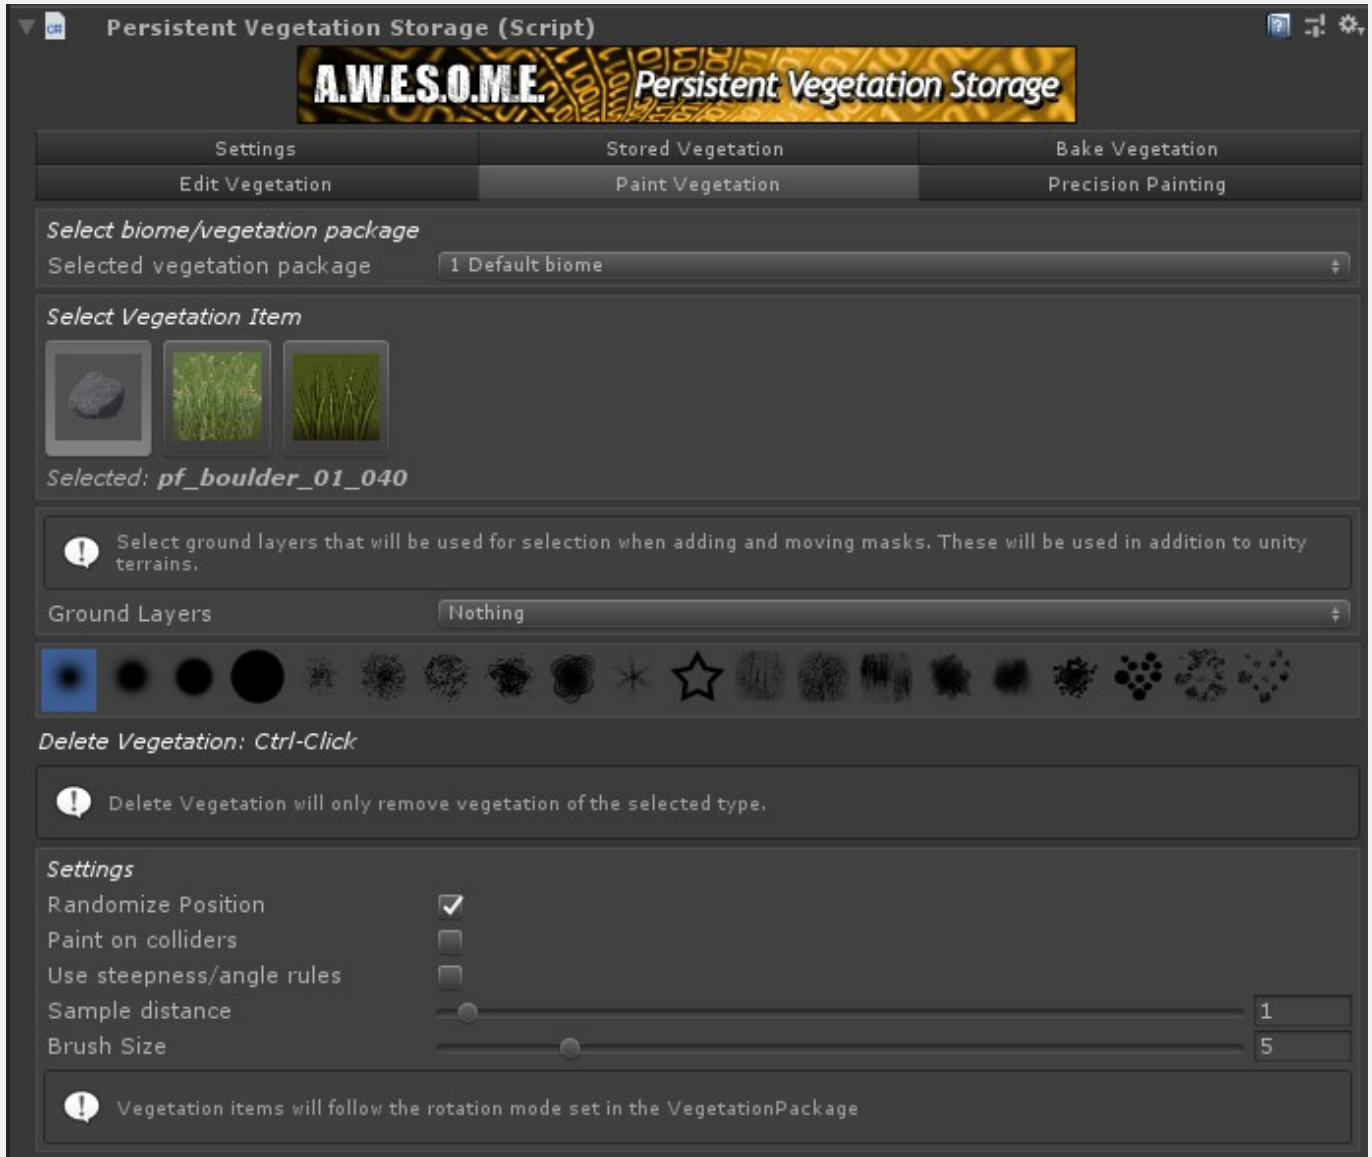 Persistent Vegetation Storage (Script)
A.W.E.S.O.M.E. Persistent Vegetation Storage
Settings Stored Vegetation Bake Vegetation
Edit Vegetation Paint Vegetation Precision Painting
Select biome/vegetation package
Selected vegetation package 1 Default biome
Select Vegetation Item
Selected: pf_boulder_01_040
Select ground layers that will be used for selection when adding and moving masks. These will be used in addition to unity
terrains.
Ground Layers Nothing
Delete Vegetation: Ctrl-Click
Delete Vegetation will only remove vegetation of the selected type.
Settings
Randomize Position
Paint on colliders
Use steepness/angle rules
Sample distance 1
Brush Size 5
Vegetation items will follow the rotation mode set in the VegetationPackage